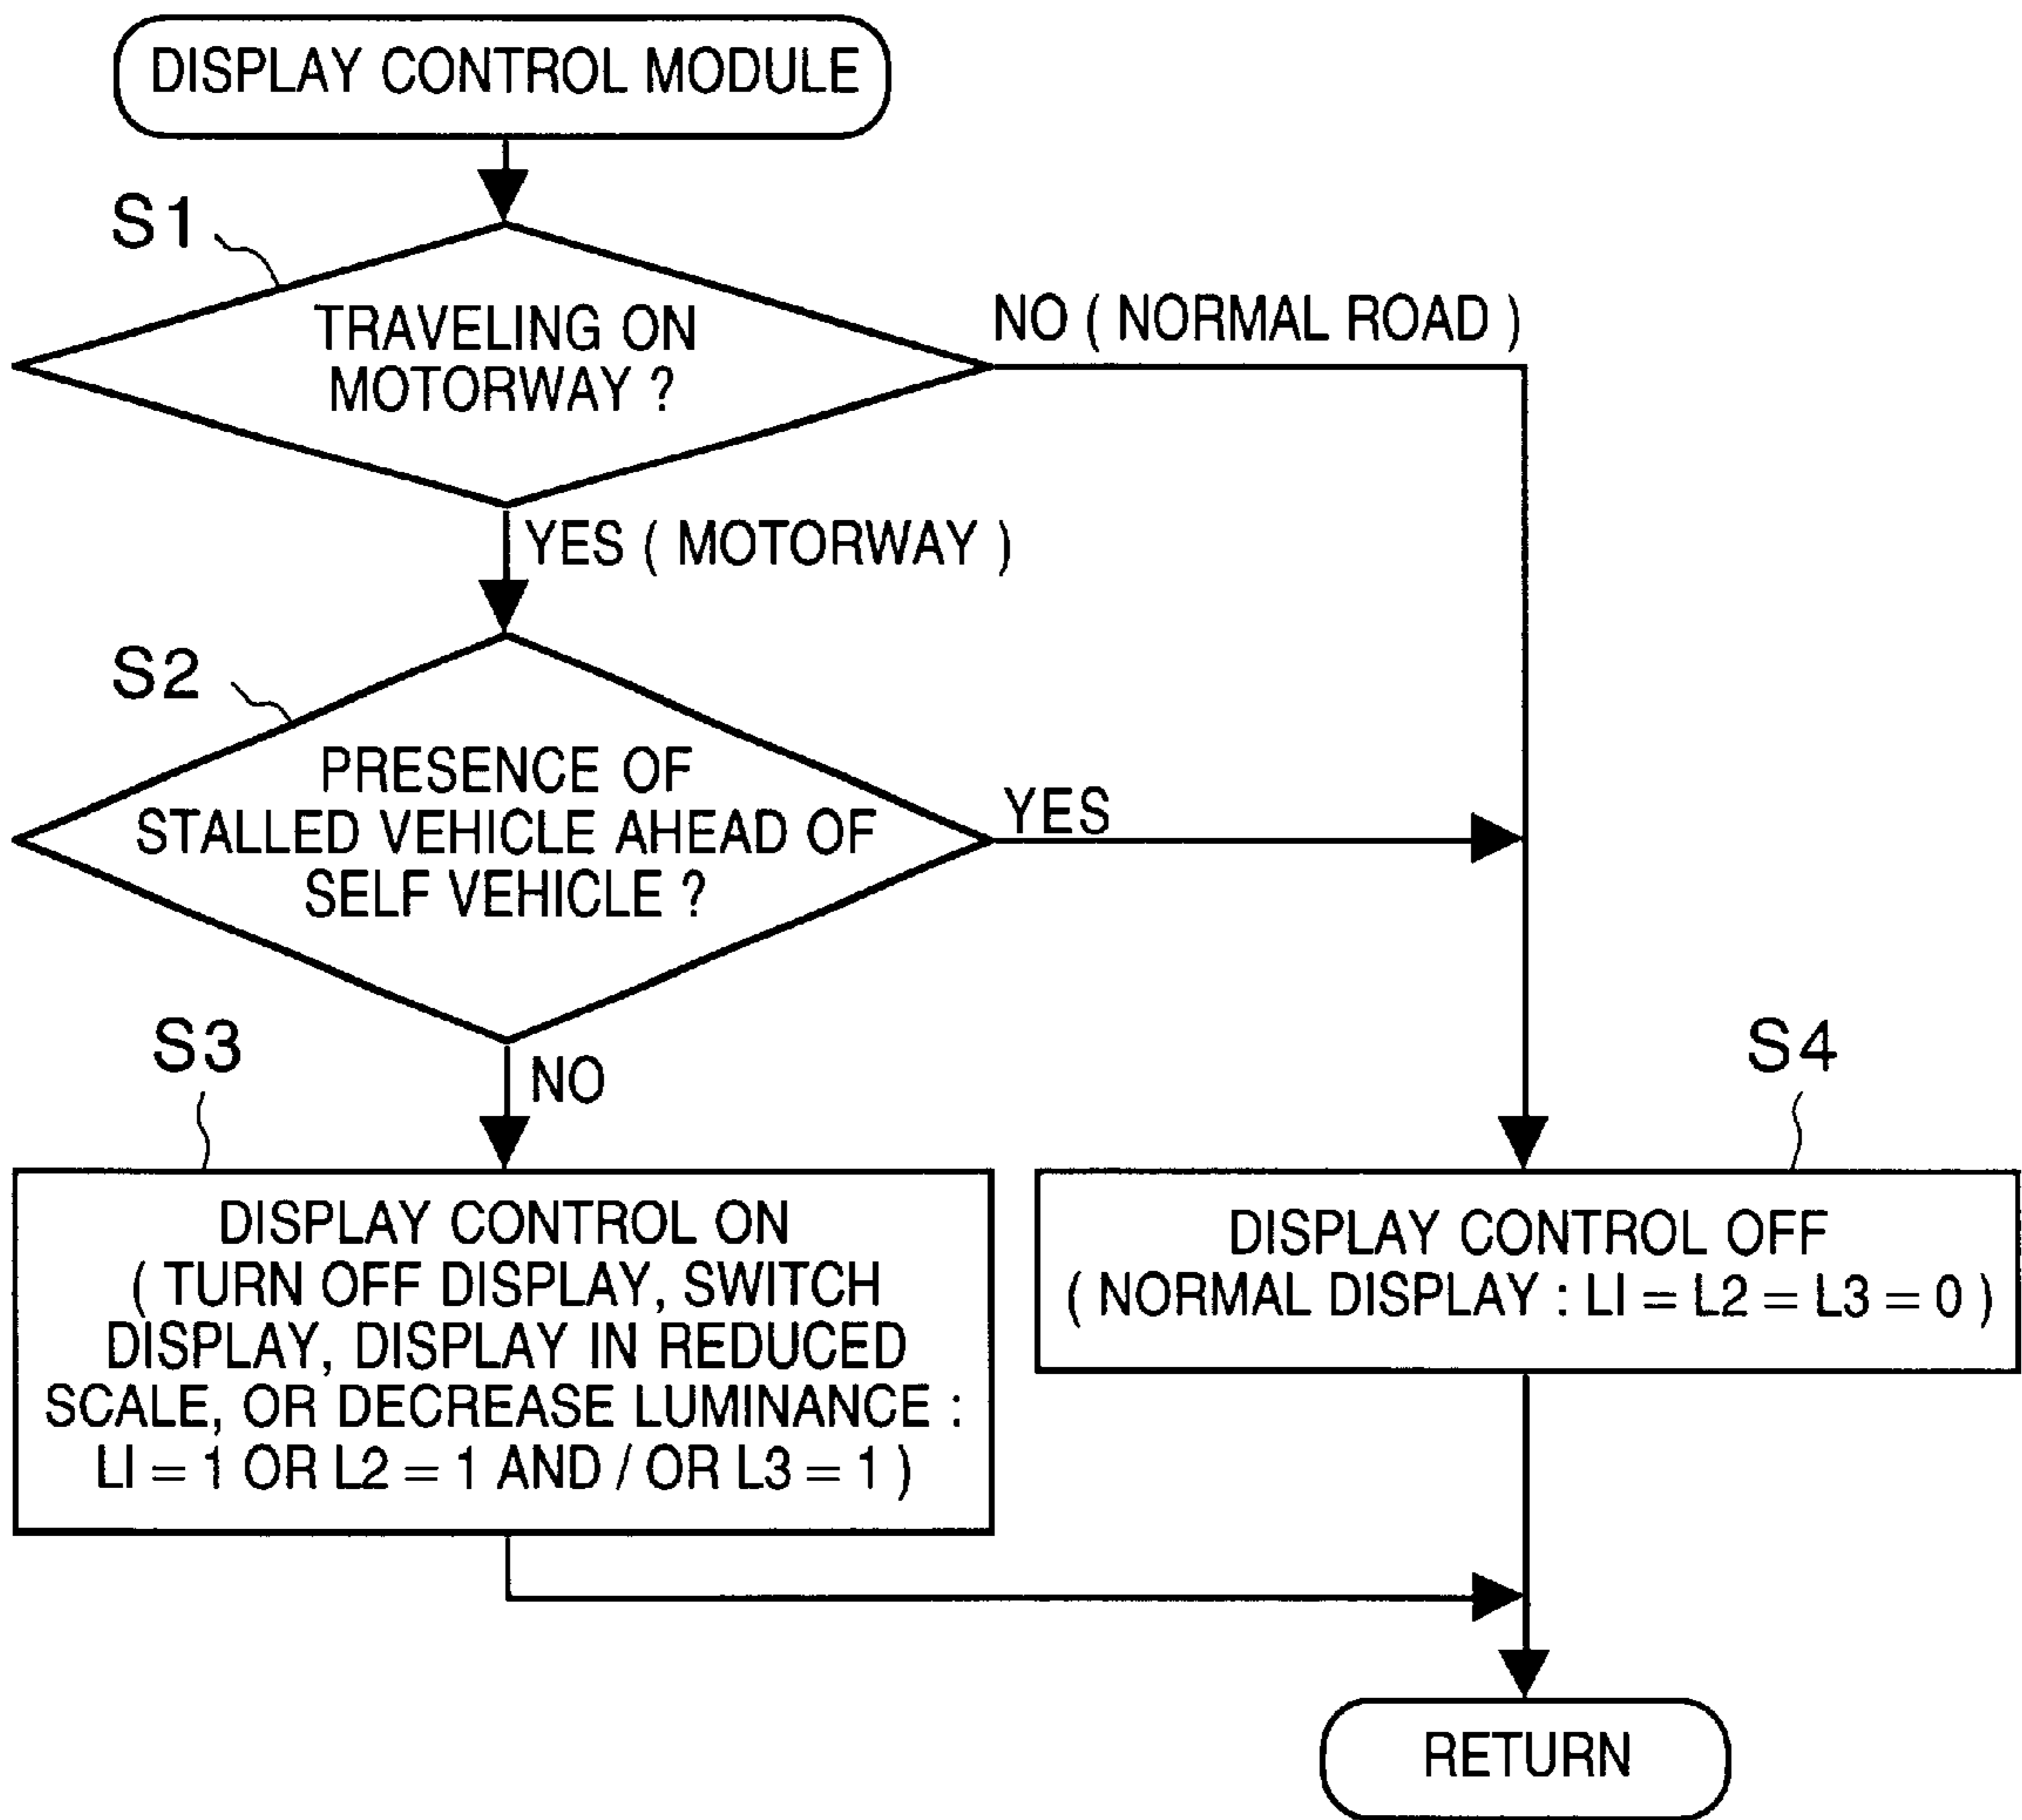 DISPLAY CONTROL MODULE
S1
TRAVELING ON
MOTORWAY ?
NO ( NORMAL ROAD )
YES ( MOTORWAY )
S2
PRESENCE OF
STALLED VEHICLE AHEAD OF
SELF VEHICLE ?
YES
NO
S3
DISPLAY CONTROL ON
( TURN OFF DISPLAY, SWITCH
DISPLAY, DISPLAY IN REDUCED
SCALE, OR DECREASE LUMINANCE :
LI = 1 OR L2 = 1 AND / OR L3 = 1 )
S4
DISPLAY CONTROL OFF
( NORMAL DISPLAY : LI = L2 = L3 = 0 )
RETURN